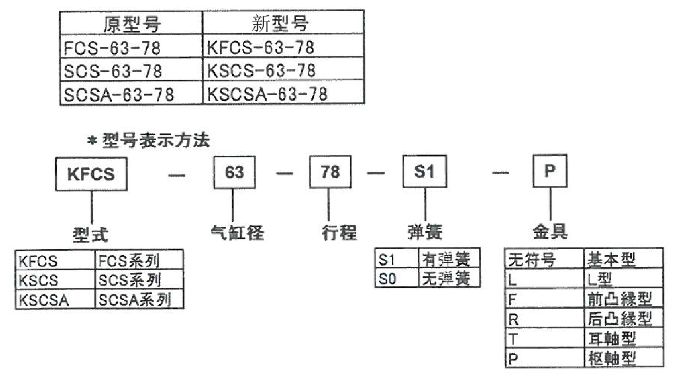 原型号 新型号
FCS-63-78 KFCS-63-78
SCS-63-78 KSCS-63-78
SCSA-63-78 KSCSA-63-78
*型号表示方法
KFCS — 63 — 78 — S1 — P
型式 气缸径 行程 弹簧 金具
KFCS FCS系列
KSCS SCS系列
KSCSA SCSA系列
S1 有弹簧
S0 无弹簧
无符号 基本型
L L型
F 前凸縁型
R 后凸縁型
T 耳軸型
P 枢軸型